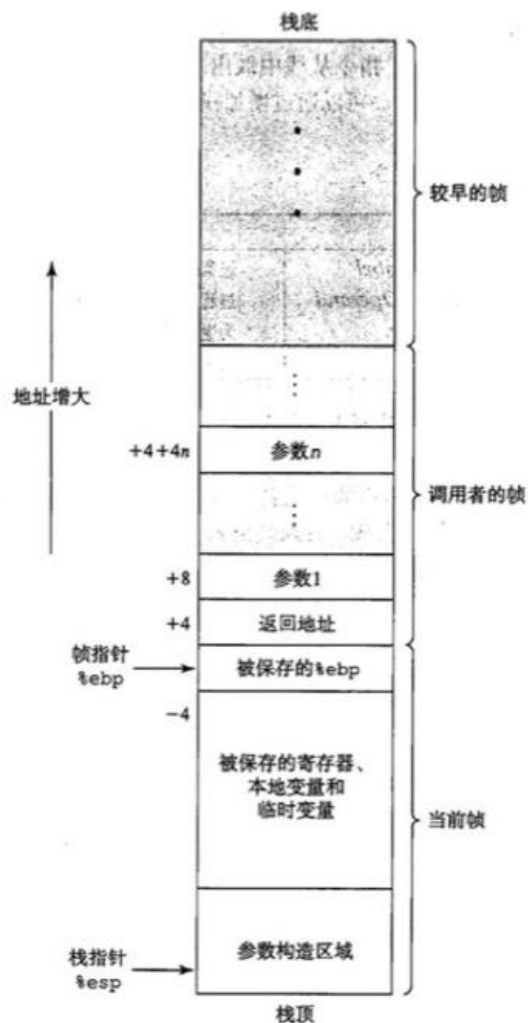 栈底
较早的帧
地址增大
+4+4n
参数n
调用者的帧
+8
参数1
+4
返回地址
帧指针
%ebp
被保存的%ebp
-4
被保存的寄存器、
本地变量和
临时变量
当前帧
参数构造区域
栈指针
%esp
栈顶